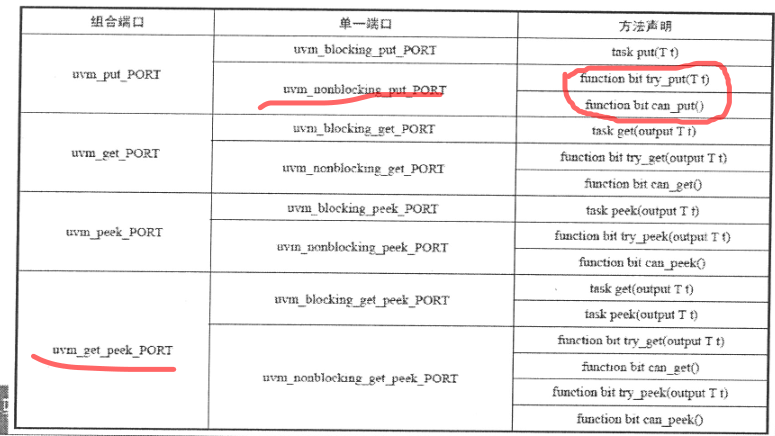 组合端口 单一端口 方法声明
uvm_put_PORT uvm_blocking_put_PORT task put(T t)
uvm_nonblocking_put_PORT function bit try_put(T t)
function bit can_put()
uvm_get_PORT uvm_blocking_get_PORT task get(output T t)
uvm_nonblocking_get_PORT function bit try_get(output T t)
function bit can_get()
uvm_peek_PORT uvm_blocking_peek_PORT task peek(output T t)
uvm_nonblocking_peek_PORT function bit try_peek(output T t)
function bit can_peek()
uvm_get_peek_PORT uvm_blocking_get_peek_PORT task get(output T t)
task peek(output T t)
uvm_nonblocking_get_peek_PORT function bit try_get(output T t)
function bit can_get()
function bit try_peek(output T t)
function bit can_peek()